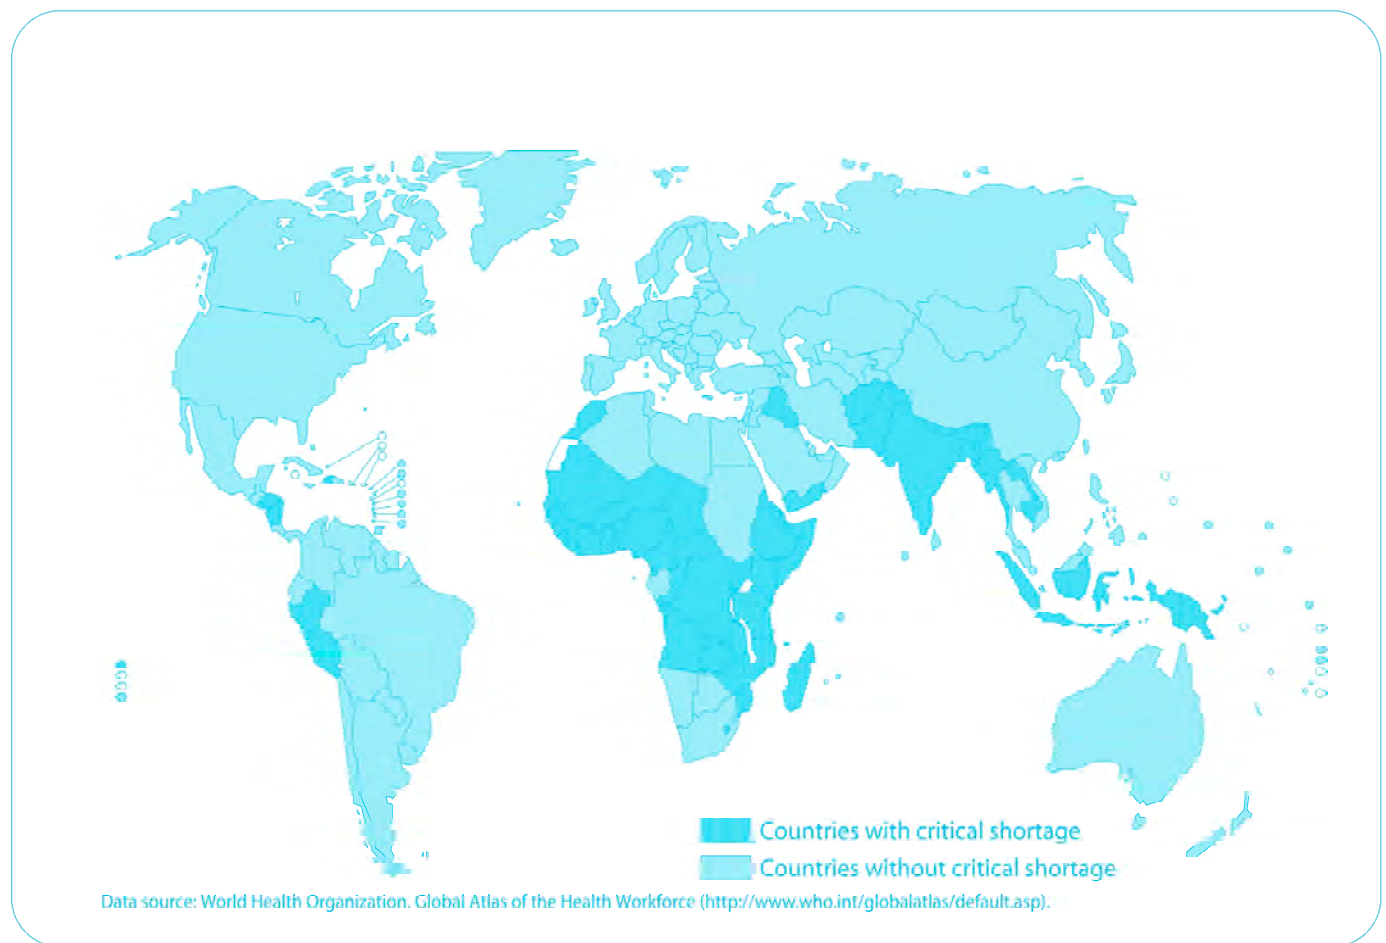 Countries with critical shortage
Countries without critical shortage
Data source: World Health Organization. Global Atlas of the Health Workforce (http://www.who.int/globalatlas/default.asp).